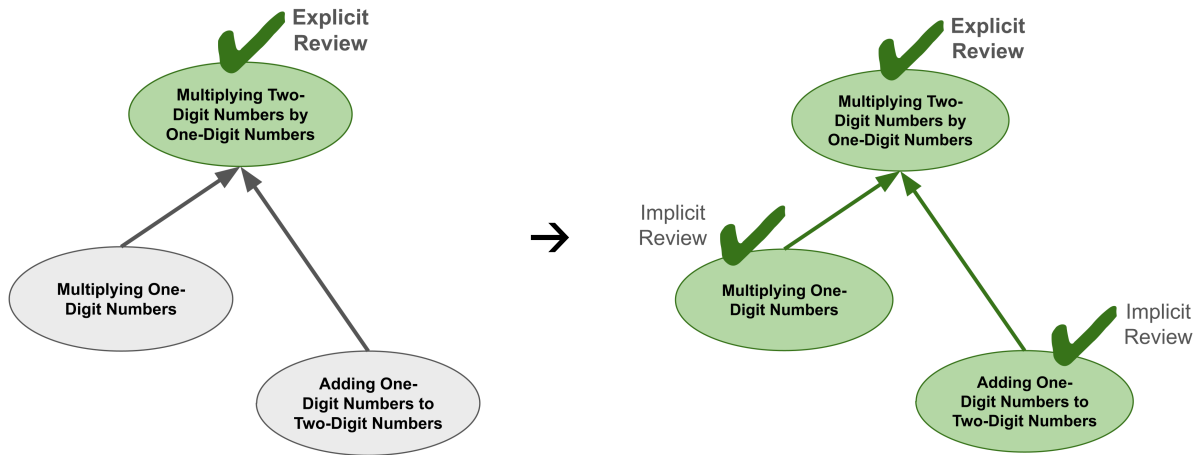 Explicit
Review
Multiplying Two-
Digit Numbers by
One-Digit Numbers
Multiplying One-
Digit Numbers
Adding One-
Digit Numbers to
Two-Digit Numbers
Explicit
Review
Multiplying Two-
Digit Numbers by
One-Digit Numbers
Implicit
Review
Multiplying One-
Digit Numbers
Implicit
Review
Adding One-
Digit Numbers to
Two-Digit Numbers